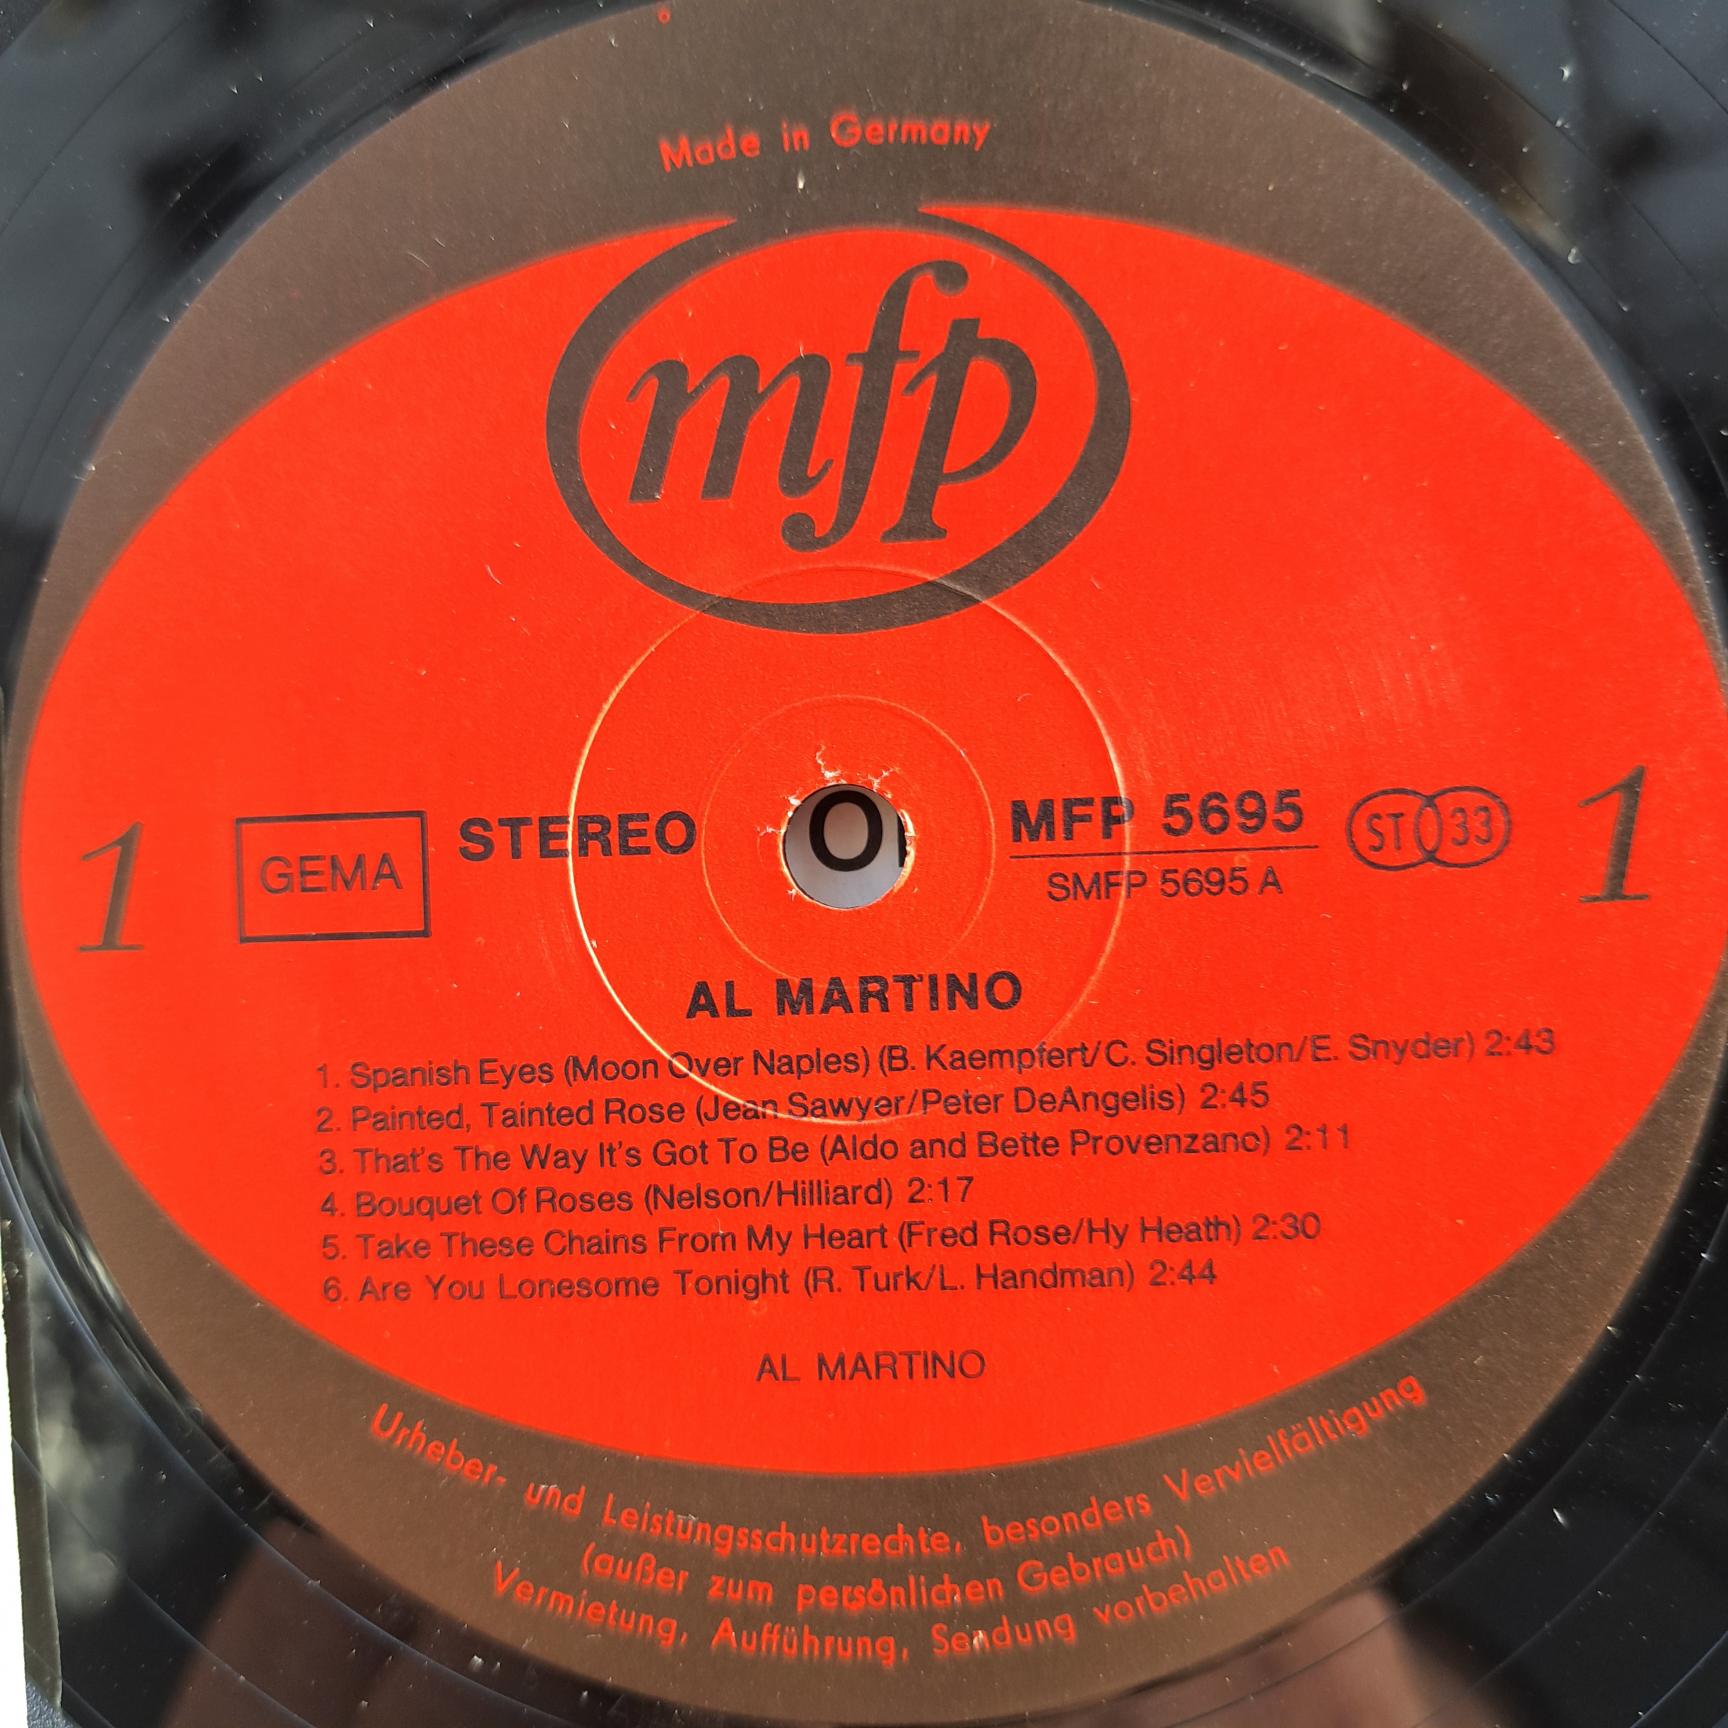 Made in Germany
mfp
1 GEMA STEREO MFP 5695 ST 33 1
SMFP 5695 A
AL MARTINO
1. Spanish Eyes (Moon Over Naples) (B. Kaempfert/C. Singleton/E. Snyder) 2:43
2. Painted, Tainted Rose (Jean Sawyer/Peter DeAngelis) 2:45
3. That's The Way It's Got To Be (Aldo and Bette Provenzano) 2:11
4. Bouquet Of Roses (Nelson/Hilliard) 2:17
5. Take These Chains From My Heart (Fred Rose/Hy Heath) 2:30
6. Are You Lonesome Tonight (R. Turk/L. Handman) 2:44
AL MARTINO
Urheber- und Leistungsschutzrechte, besonders Vervielfältigung
(außer zum persönlichen Gebrauch)
Vermietung, Aufführung, Sendung vorbehalten